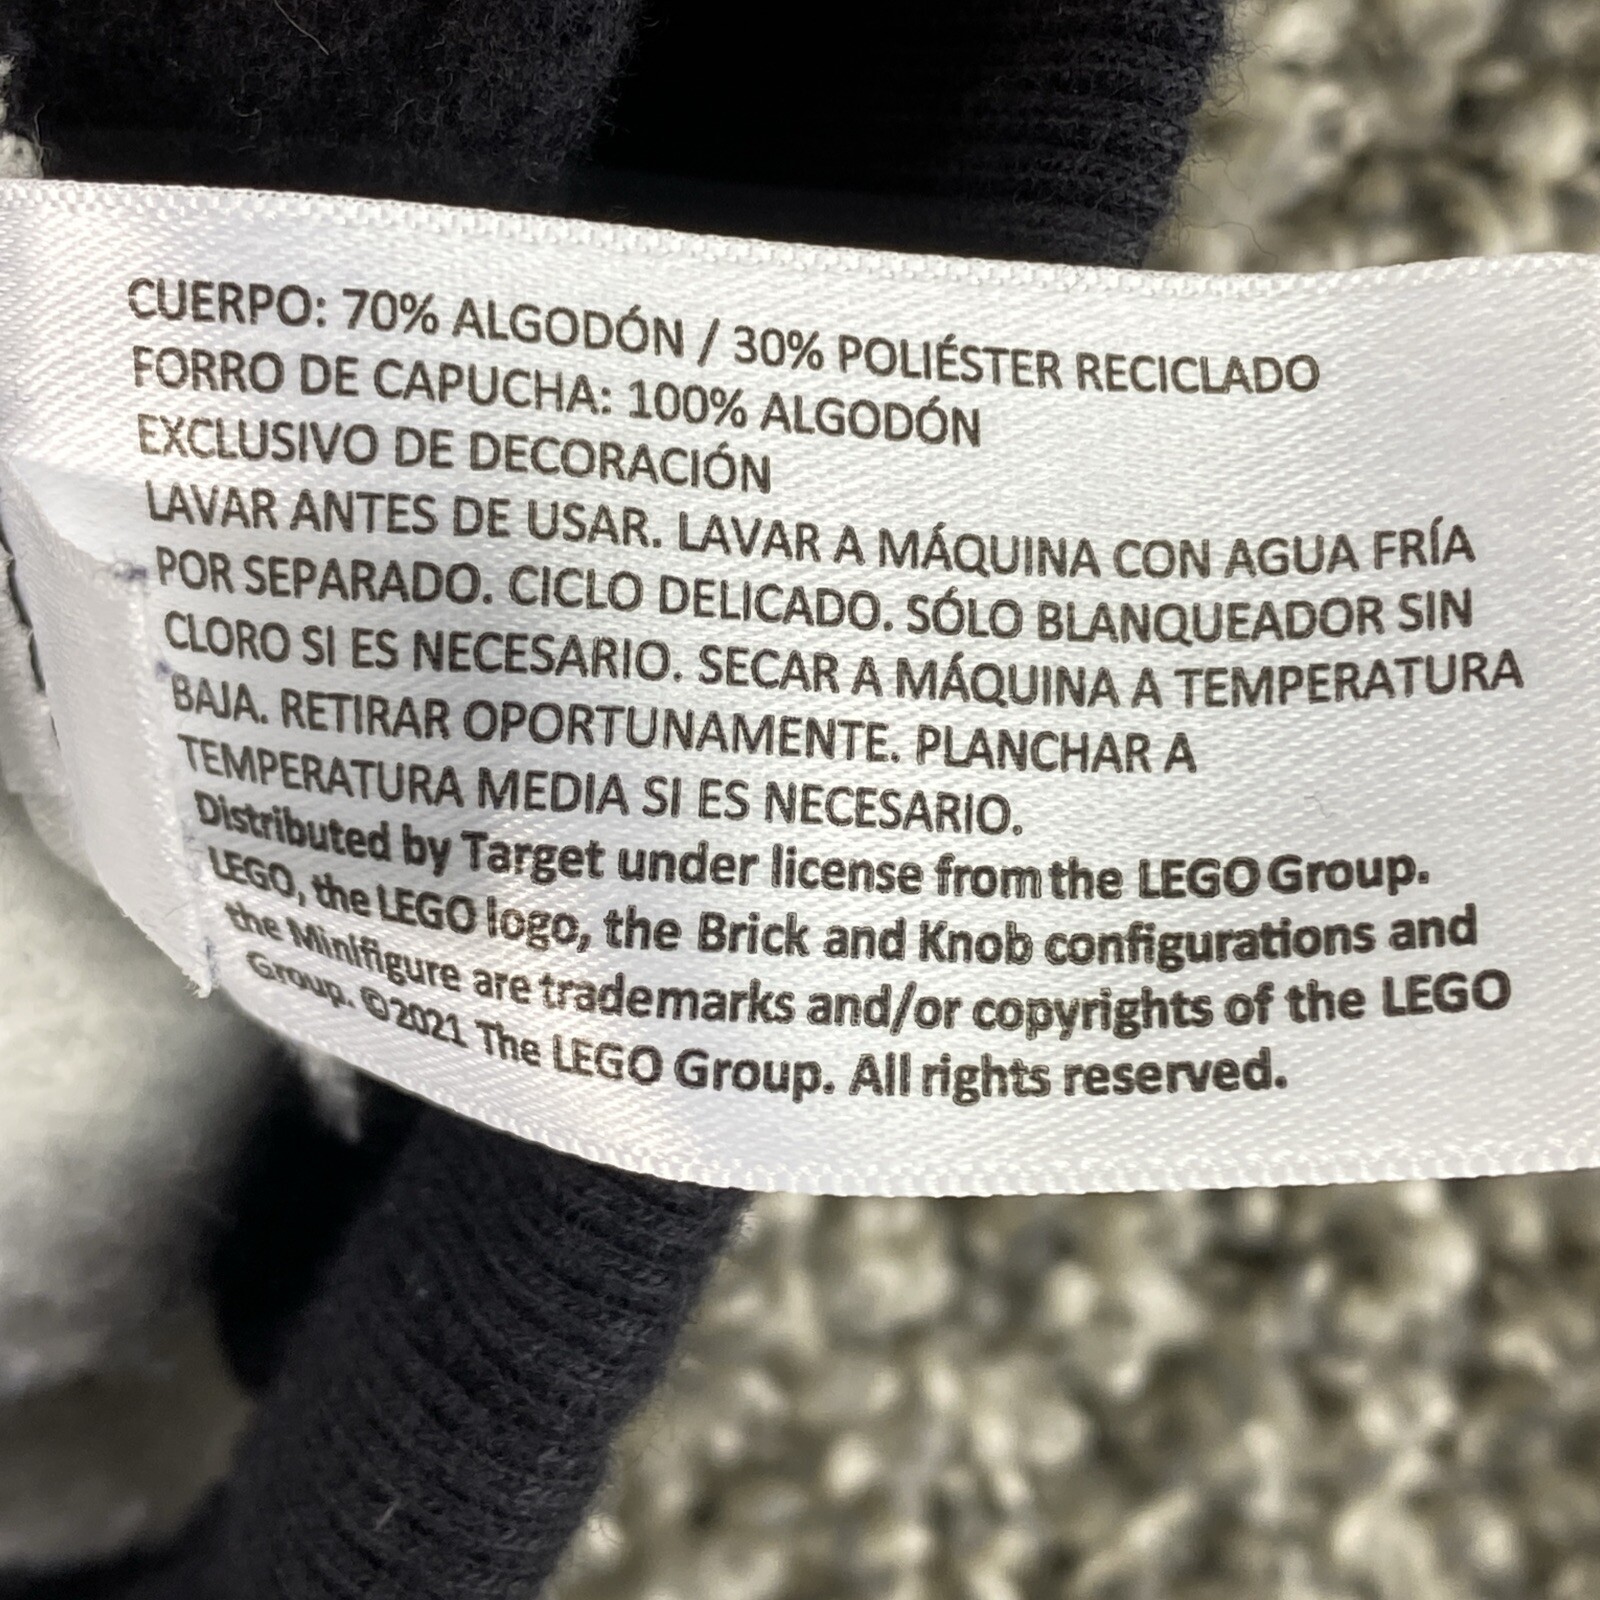 CUERPO: 70% ALGODÓN / 30% POLIÉSTER RECICLADO
FORRO DE CAPUCHA: 100% ALGODÓN
EXCLUSIVO DE DECORACIÓN
LAVAR ANTES DE USAR. LAVAR A MÁQUINA CON AGUA FRÍA
POR SEPARADO. CICLO DELICADO. SÓLO BLANQUEADOR SIN
CLORO SI ES NECESARIO. SECAR A MÁQUINA A TEMPERATURA
BAJA. RETIRAR OPORTUNAMENTE. PLANCHAR A
TEMPERATURA MEDIA SI ES NECESARIO.
Distributed by Target under license from the LEGO Group.
LEGO, the LEGO logo, the Brick and Knob configurations and
the Minifigure are trademarks and/or copyrights of the LEGO
Group. ©2021 The LEGO Group. All rights reserved.